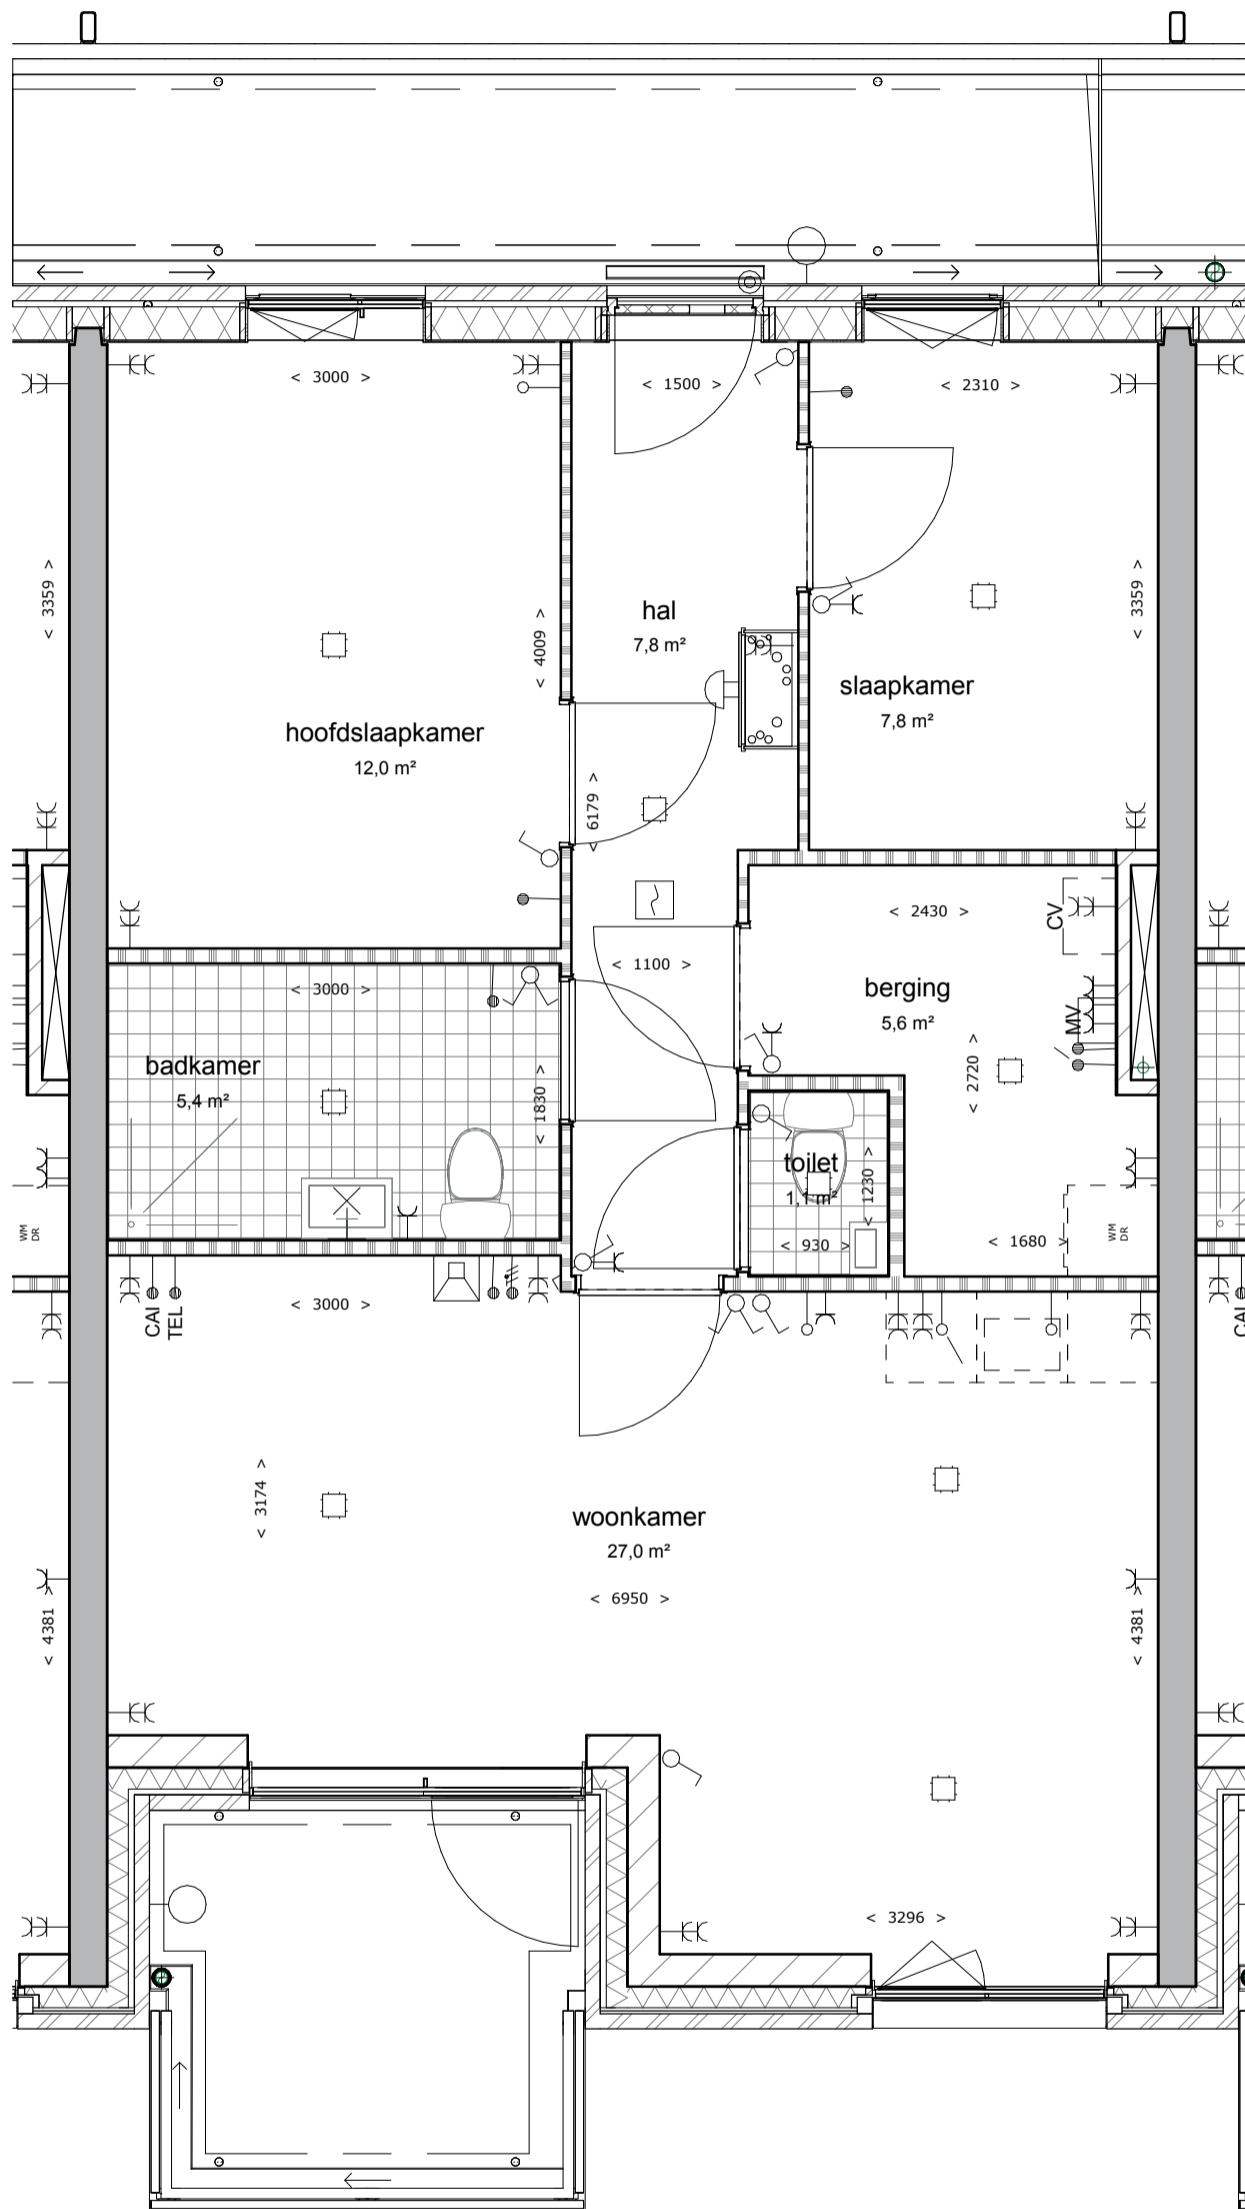 < 3000 >
< 1500 >
< 2310 >
< 3359 >
< 4009 >
hal
7,8 m²
< 3359 >
slaapkamer
7,8 m²
hoofdslaapkamer
12,0 m²
< 6179 >
< 2430 >
CV
< 1100 >
< 3000 >
berging
5,6 m²
MV
badkamer
5,4 m²
< 1830 >
< 2720 >
toilet
1,1 m²
< 1230 >
< 930 >
< 1680 >
WM
DR
WM
DR
< 3000 >
CAI
TEL
CAI
< 3174 >
woonkamer
27,0 m²
< 6950 >
< 4381 >
< 4381 >
< 3296 >